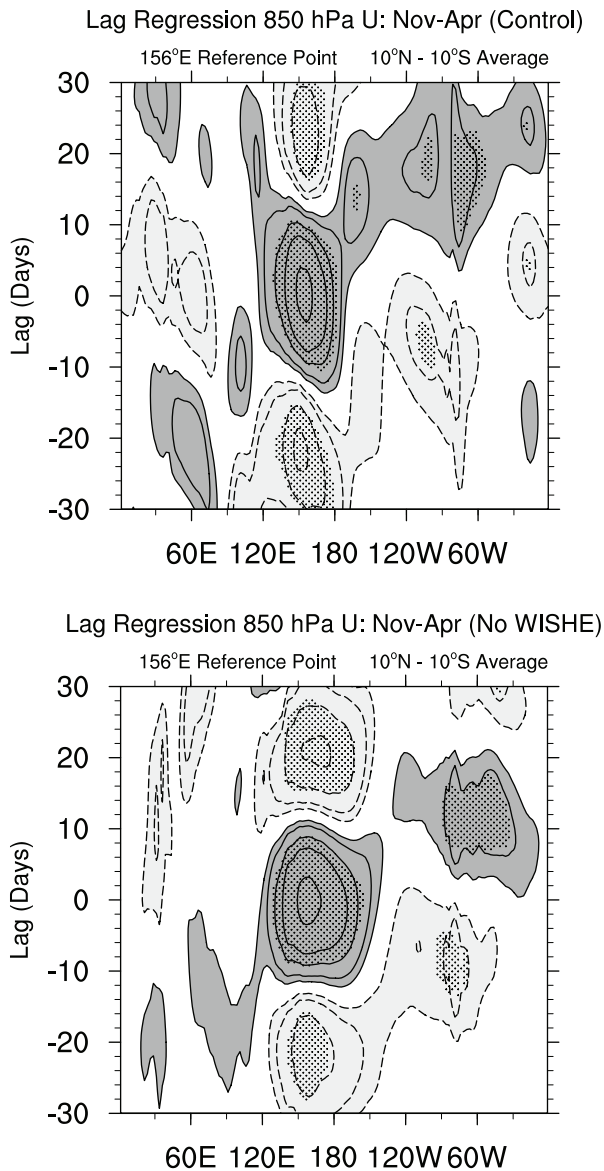 Lag Regression 850 hPa U: Nov-Apr (Control)
156°E Reference Point 10°N - 10°S Average
30
20
10
0
-10
-20
-30
Lag (Days)
60E 120E 180 120W 60W
Lag Regression 850 hPa U: Nov-Apr (No WISHE)
156°E Reference Point 10°N - 10°S Average
30
20
10
0
-10
-20
-30
Lag (Days)
60E 120E 180 120W 60W